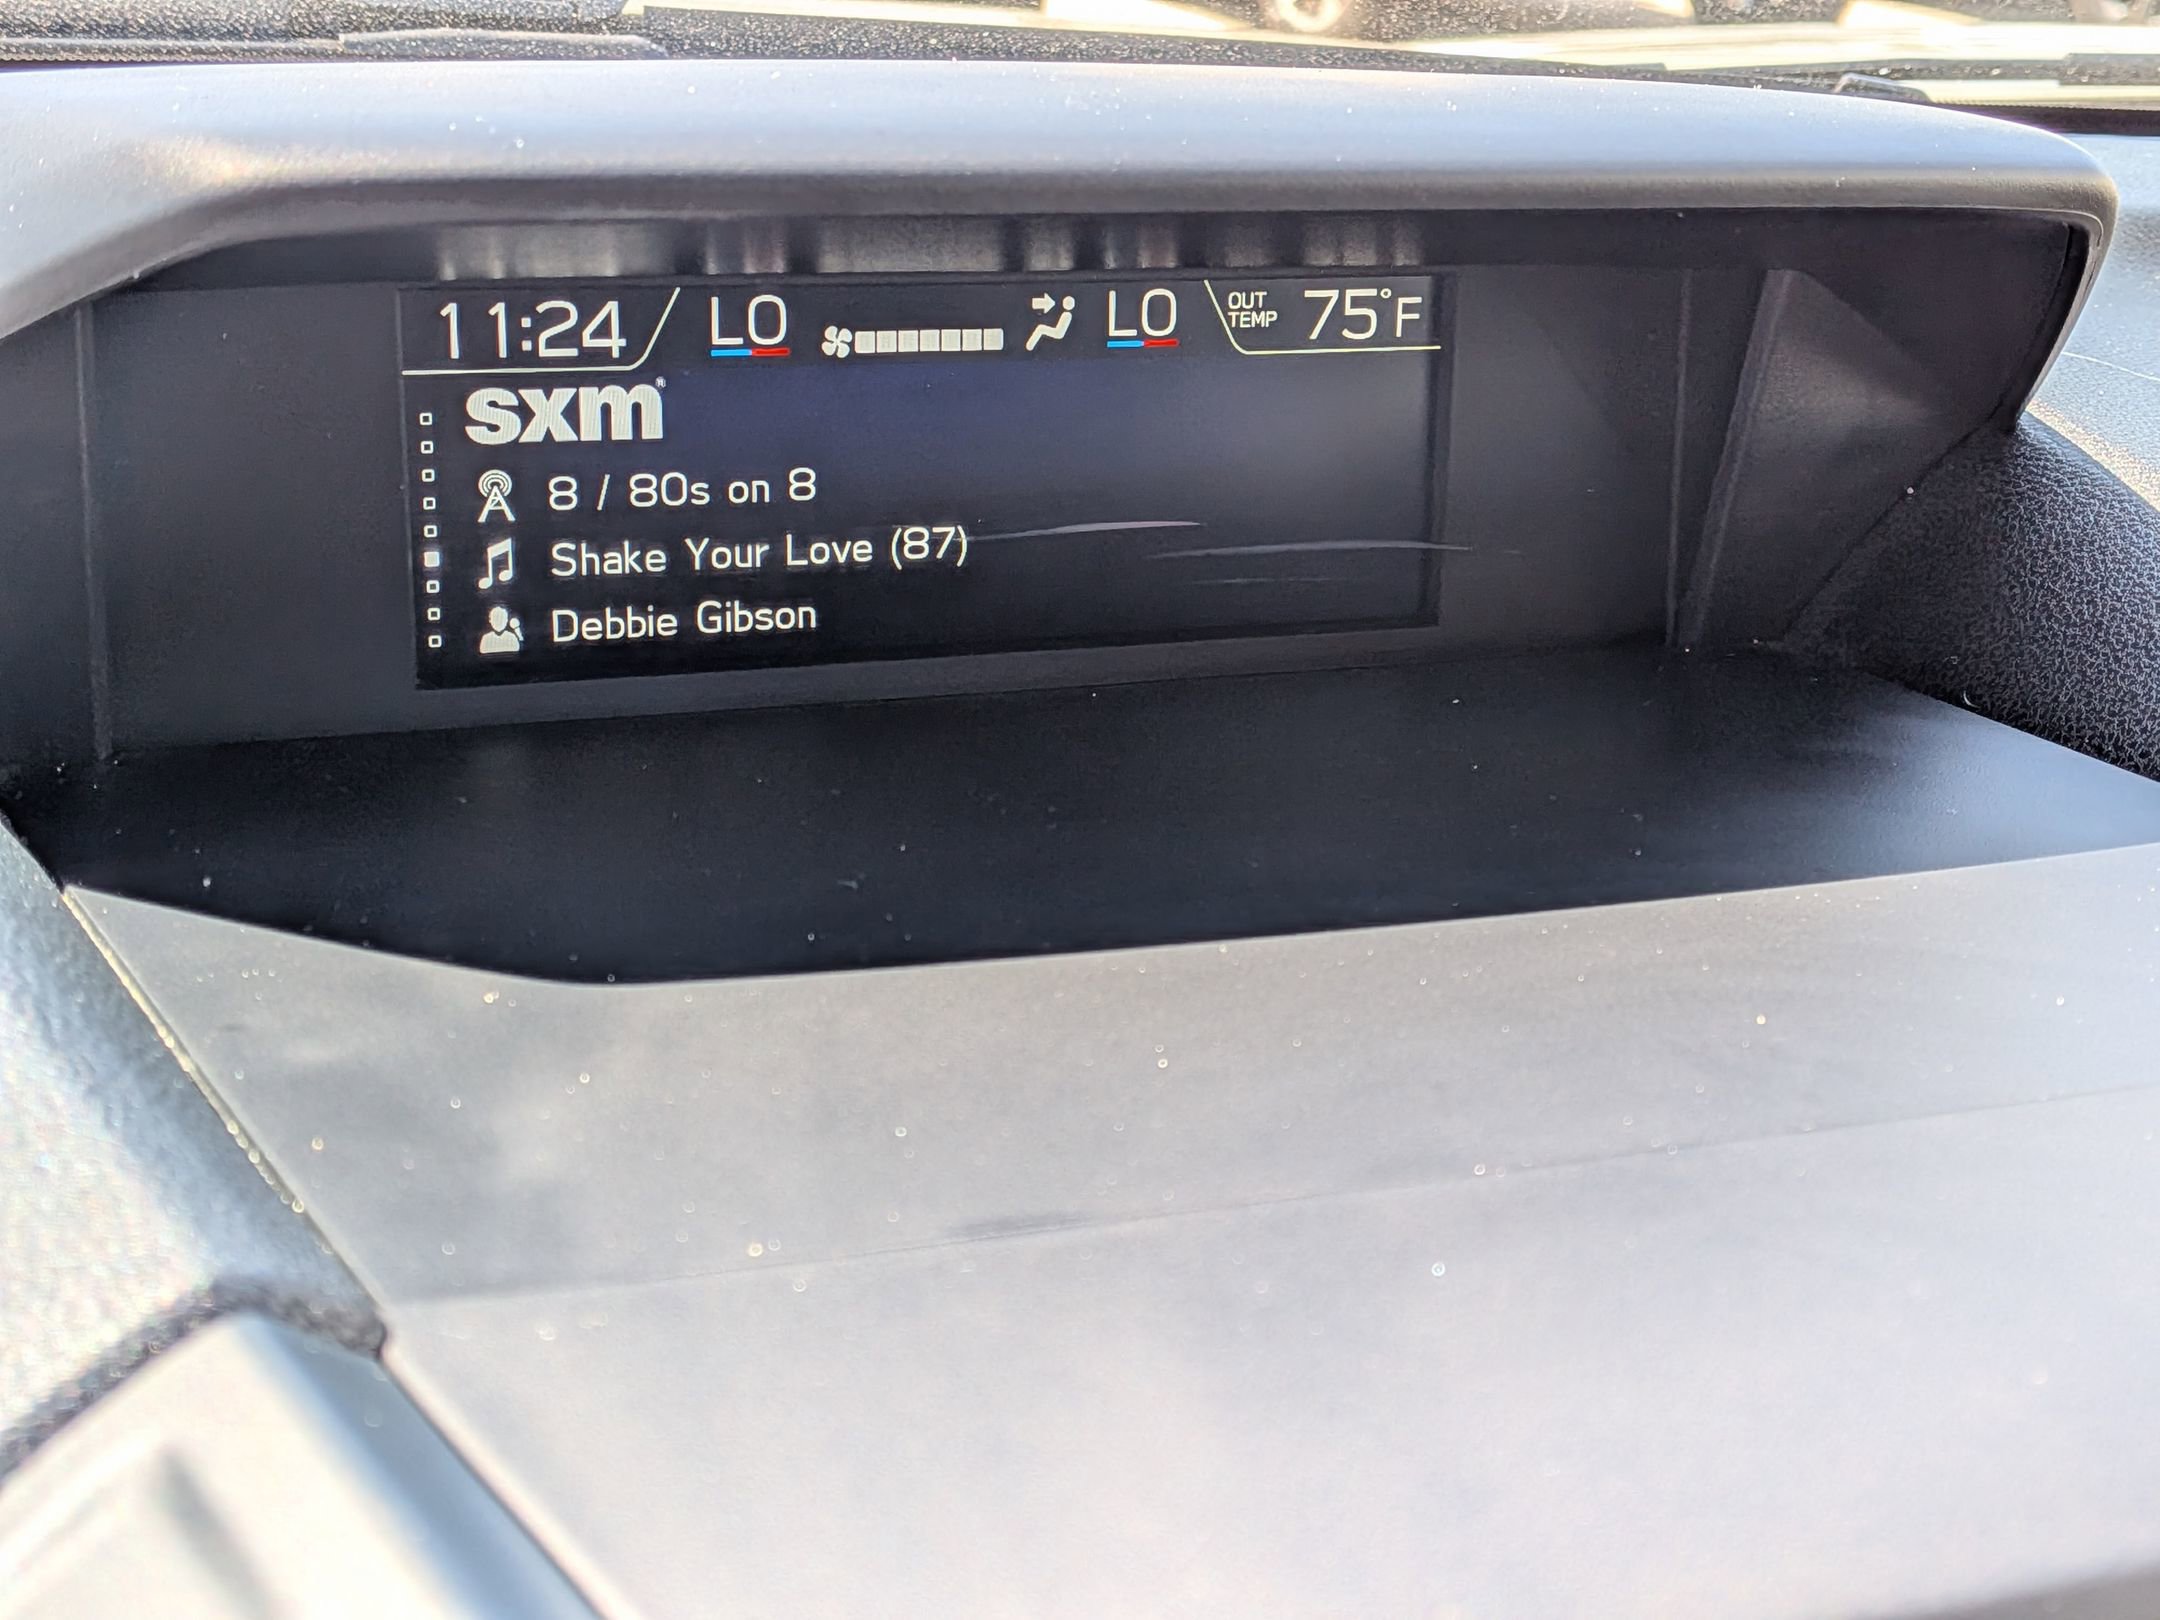 11:24 LO LO OUT TEMP 75°F
sxm®
8 / 80s on 8
Shake Your Love (87)
Debbie Gibson